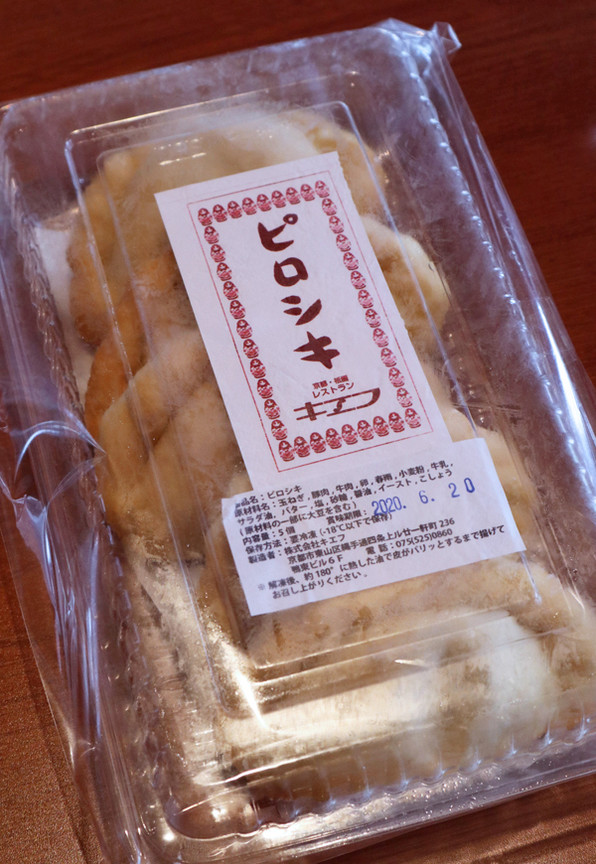 ピロシキ
京都・祇園
レストラン
キエフ
商品名：ピロシキ
原材料名：玉ねぎ, 豚肉, 牛肉, 卵, 春雨, 小麦粉, 牛乳,
サラダ油, バター, 塩, 砂糖, 醤油, イースト, こしょう
(原材料の一部に大豆を含む)
内容量：5個 賞味期限： 2020. 6. 20
保存方法：要冷凍 (-18℃以下で保存)
製造者：株式会社キエフ
京都市東山区縄手通四条上ル廿一軒町 236
鴨東ビル6F 電話：075(525)0860
※ 解凍後、約180°に熱した油で皮がパリッとするまで揚げて
お召し上がりください.